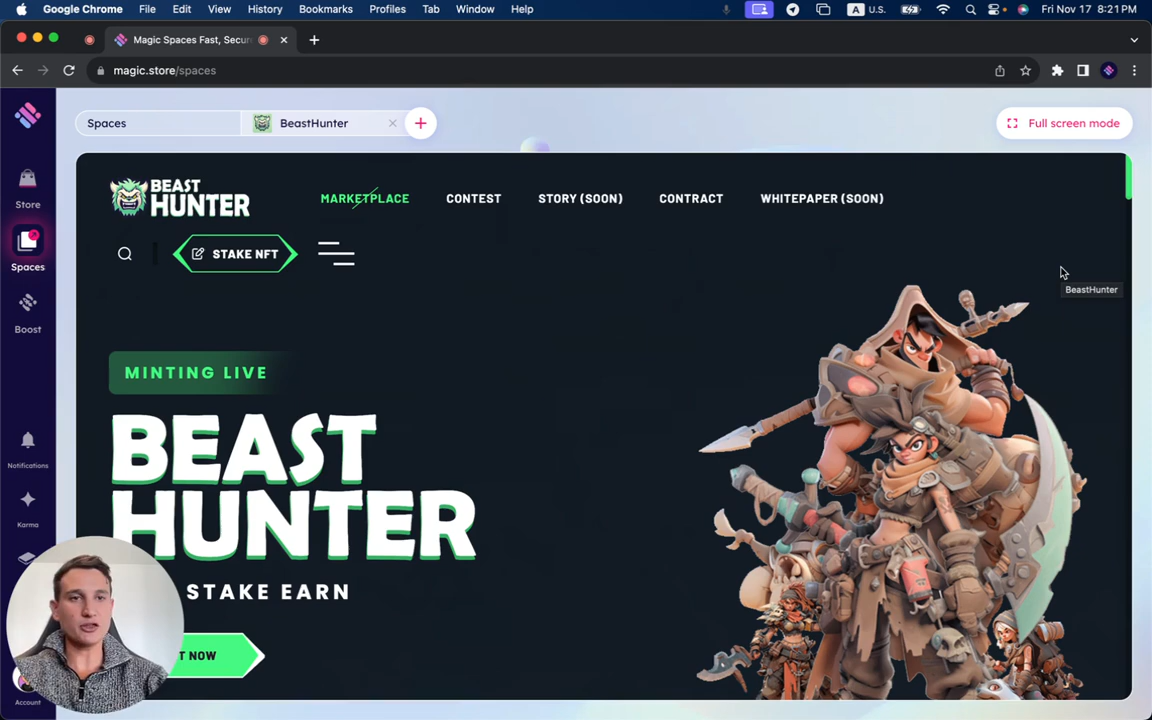 Google Chrome File Edit View History Bookmarks Profiles Tab Window Help A U.S. Fri Nov 17 8:21 PM
Magic Spaces Fast, Secur
magic.store/spaces
Spaces BeastHunter Full screen mode
Store
Spaces
Boost
Notifications
Karma
Account
BEAST
HUNTER
MARKETPLACE CONTEST STORY (SOON) CONTRACT WHITEPAPER (SOON)
STAKE NFT
BeastHunter
MINTING LIVE
BEAST
HUNTER
STAKE EARN
NOW